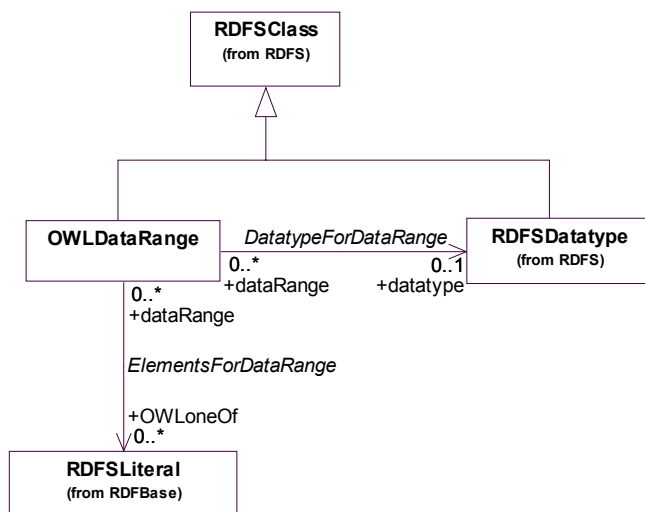 RDFSClass
(from RDFS)
OWLDataRange
DatatypeForDataRange
RDFSDatatype
(from RDFS)
0..*
0..1
+dataRange
+datatype
0..*
+dataRange
ElementsForDataRange
+OWLoneOf
0..*
RDFSLiteral
(from RDFBase)